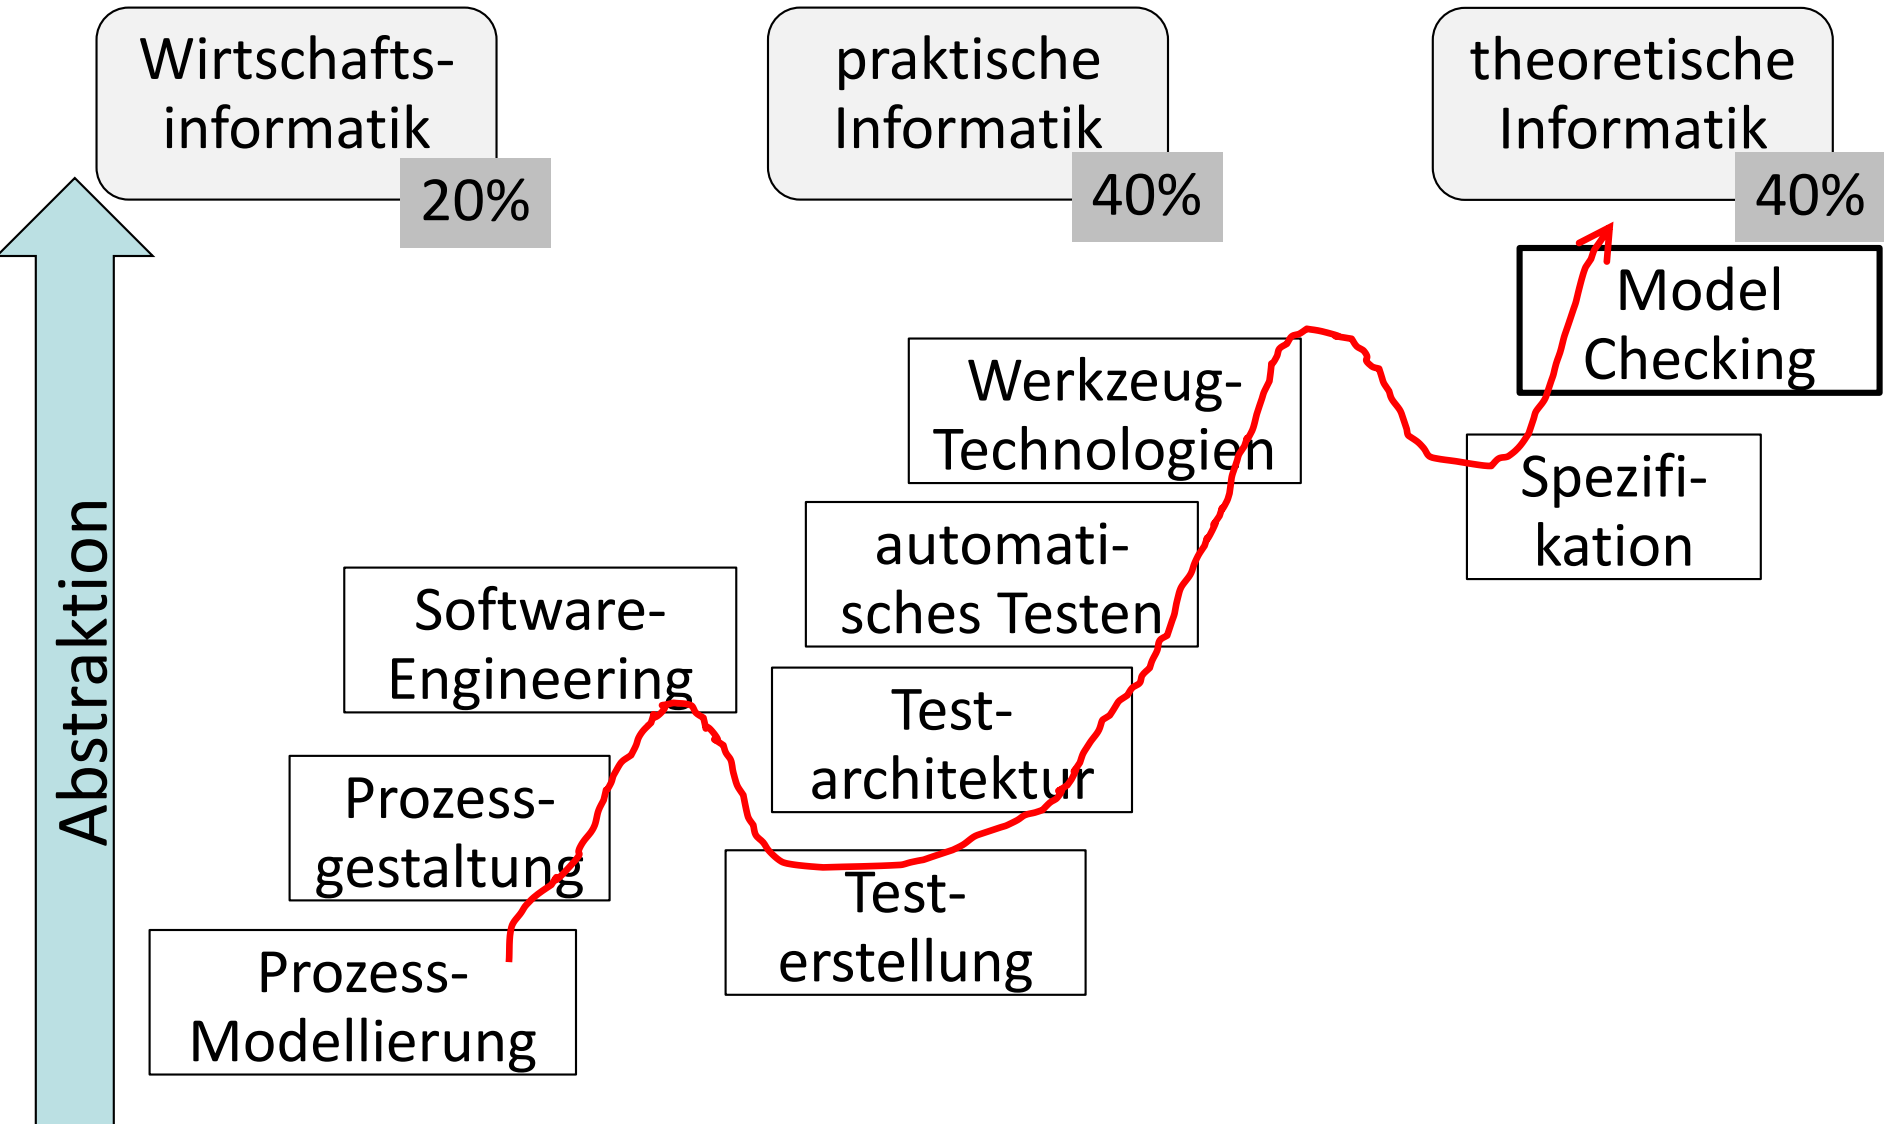 Wirtschafts-
informatik
20%
praktische
Informatik
40%
theoretische
Informatik
40%
Abstraktion
Software-
Engineering
Prozess-
gestaltung
Prozess-
Modellierung
Werkzeug-
Technologien
automati-
sches Testen
Test-
architektur
Test-
erstellung
Model
Checking
Spezifi-
kation